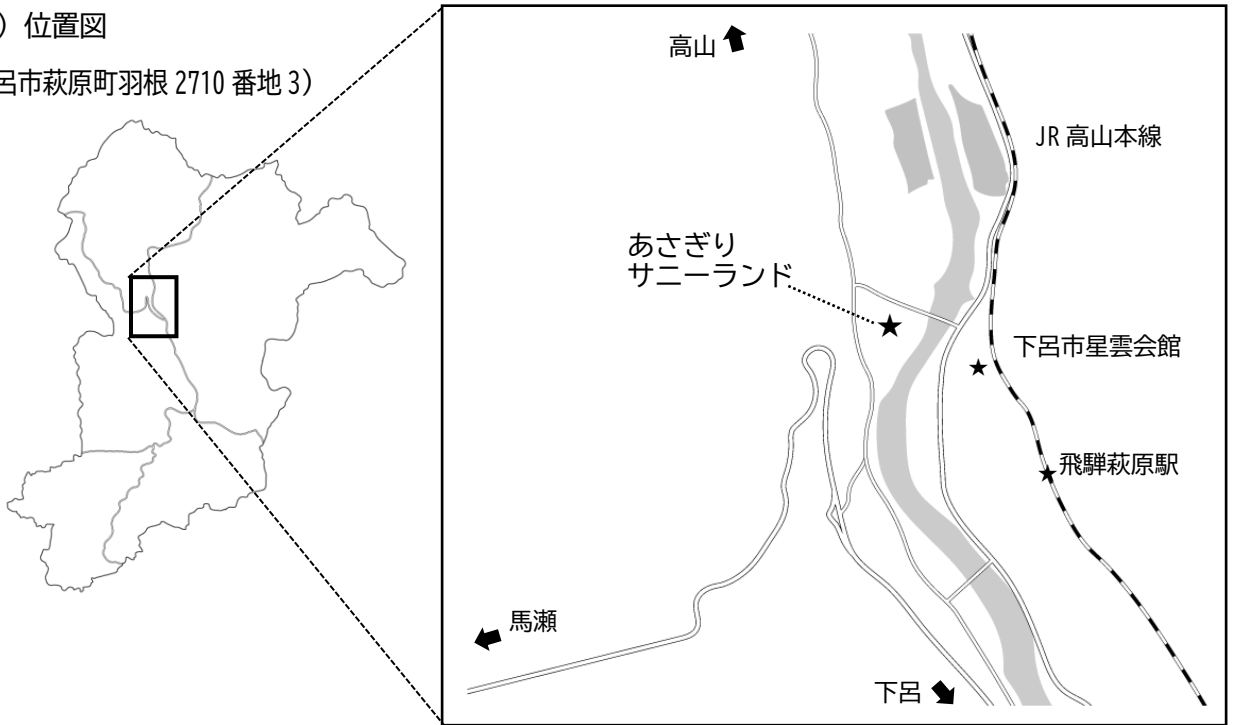 ）位置図
呂市萩原町羽根 2710 番地 3）
高山
JR 高山本線
あさぎり
サニーランド
下呂市星雲会館
飛騨萩原駅
馬瀬
下呂